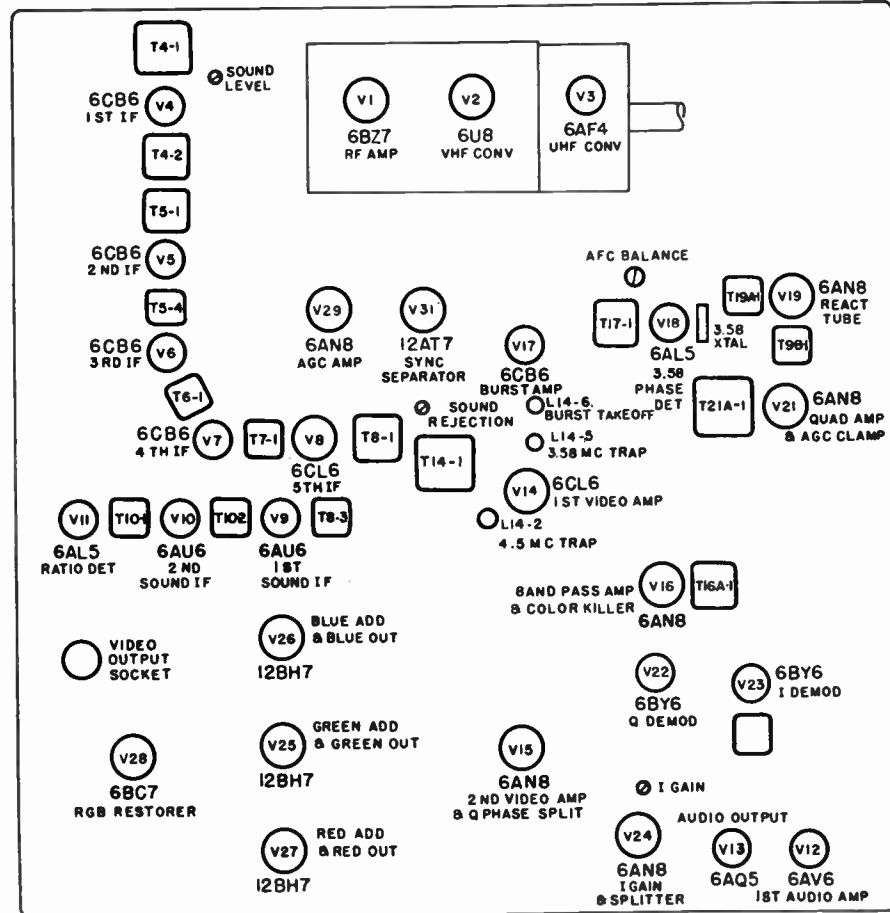 T4-1
SOUND
LEVEL
6CB6
1ST IF
V4
T4-2
T5-1
6CB6
2ND IF
V5
T5-4
6CB6
3RD IF
V6
T6-1
6CB6
4TH IF
V7
T7-1
V8
6CL6
5TH IF
T8-1
V1
6BZ7
RF AMP
V2
6U8
VHF CONV
V3
6AF4
UHF CONV
V29
6AN8
AGC AMP
V31
12AT7
SYNC
SEPARATOR
V17
6CB6
BURST AMP
SOUND
REJECTION
T14-1
L14-6.
BURST TAKEOFF
L14-5
3.58 MC TRAP
V14
6CL6
1ST VIDEO AMP
L14-2
4.5 MC TRAP
AFC BALANCE
T17-1
V18
6AL5
3.58
PHASE
DET
3.58
XTAL
T19A1
V19
6AN8
REACT
TUBE
T9B1
T21A-1
V21
6AN8
QUAD AMP
& AGC CLAMP
V11
6AL5
RATIO DET
T10-1
V10
6AU6
2ND
SOUND IF
T102
V9
6AU6
1ST
SOUND IF
T8-3
BAND PASS AMP
& COLOR KILLER
V16
6AN8
T16A-1
VIDEO
OUTPUT
SOCKET
V26
12BH7
BLUE ADD
& BLUE OUT
V22
6BY6
Q DEMOD
V23
6BY6
I DEMOD
V28
6BC7
RGB RESTORER
V25
12BH7
GREEN ADD
& GREEN OUT
V15
6AN8
2ND VIDEO AMP
& Q PHASE SPLIT
I GAIN
V27
12BH7
RED ADD
& RED OUT
V24
6AN8
I GAIN
& SPLITTER
AUDIO OUTPUT
V13
6AQ5
V12
6AV6
1ST AUDIO AMP